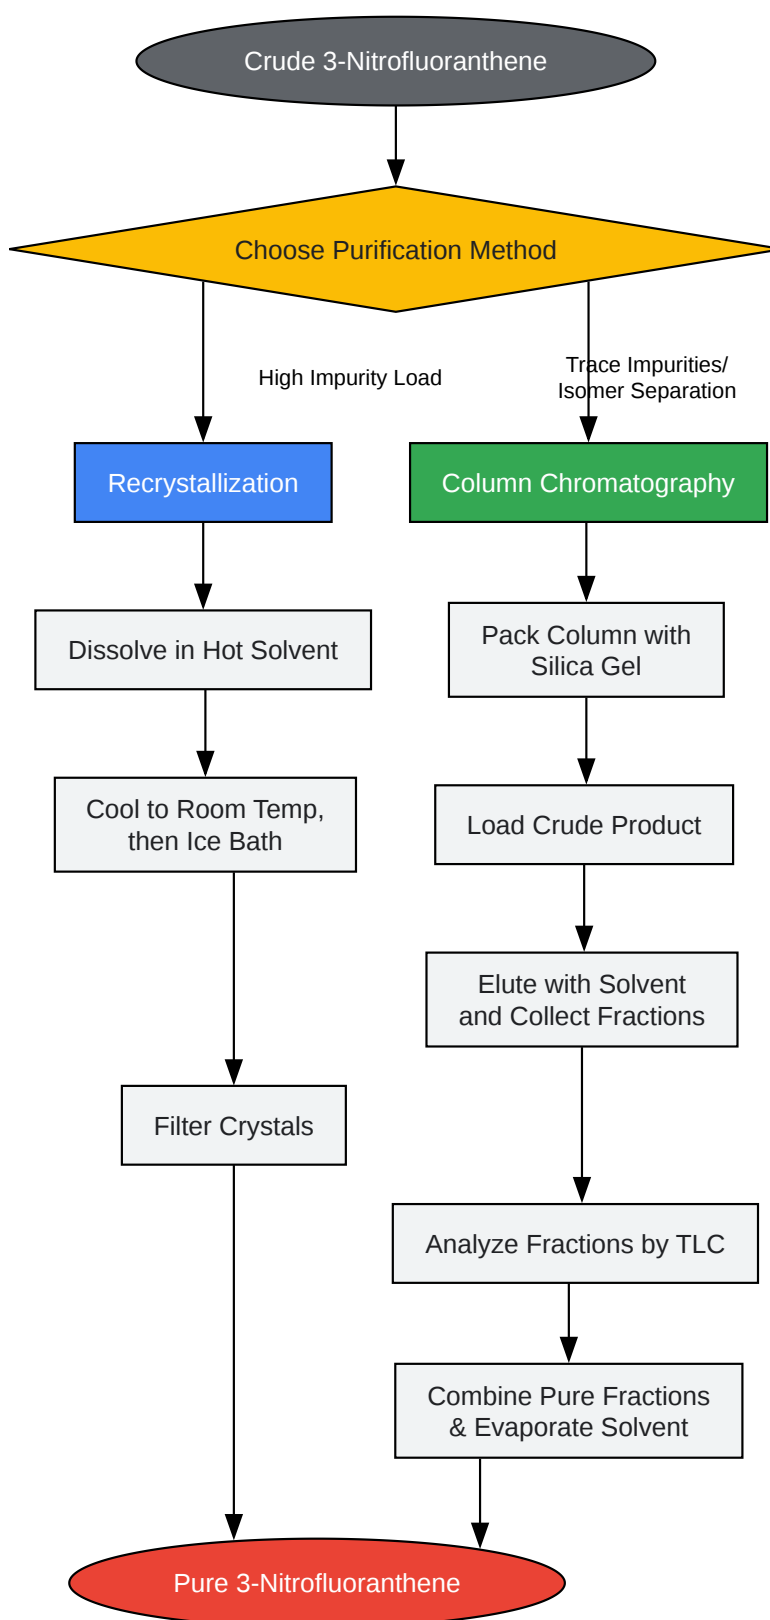 Crude 3-Nitrofluoranthene
Choose Purification Method
High Impurity Load
Trace Impurities/
Isomer Separation
Recrystallization
Column Chromatography
Dissolve in Hot Solvent
Pack Column with
Silica Gel
Cool to Room Temp,
then Ice Bath
Load Crude Product
Elute with Solvent
and Collect Fractions
Filter Crystals
Analyze Fractions by TLC
Combine Pure Fractions
& Evaporate Solvent
Pure 3-Nitrofluoranthene